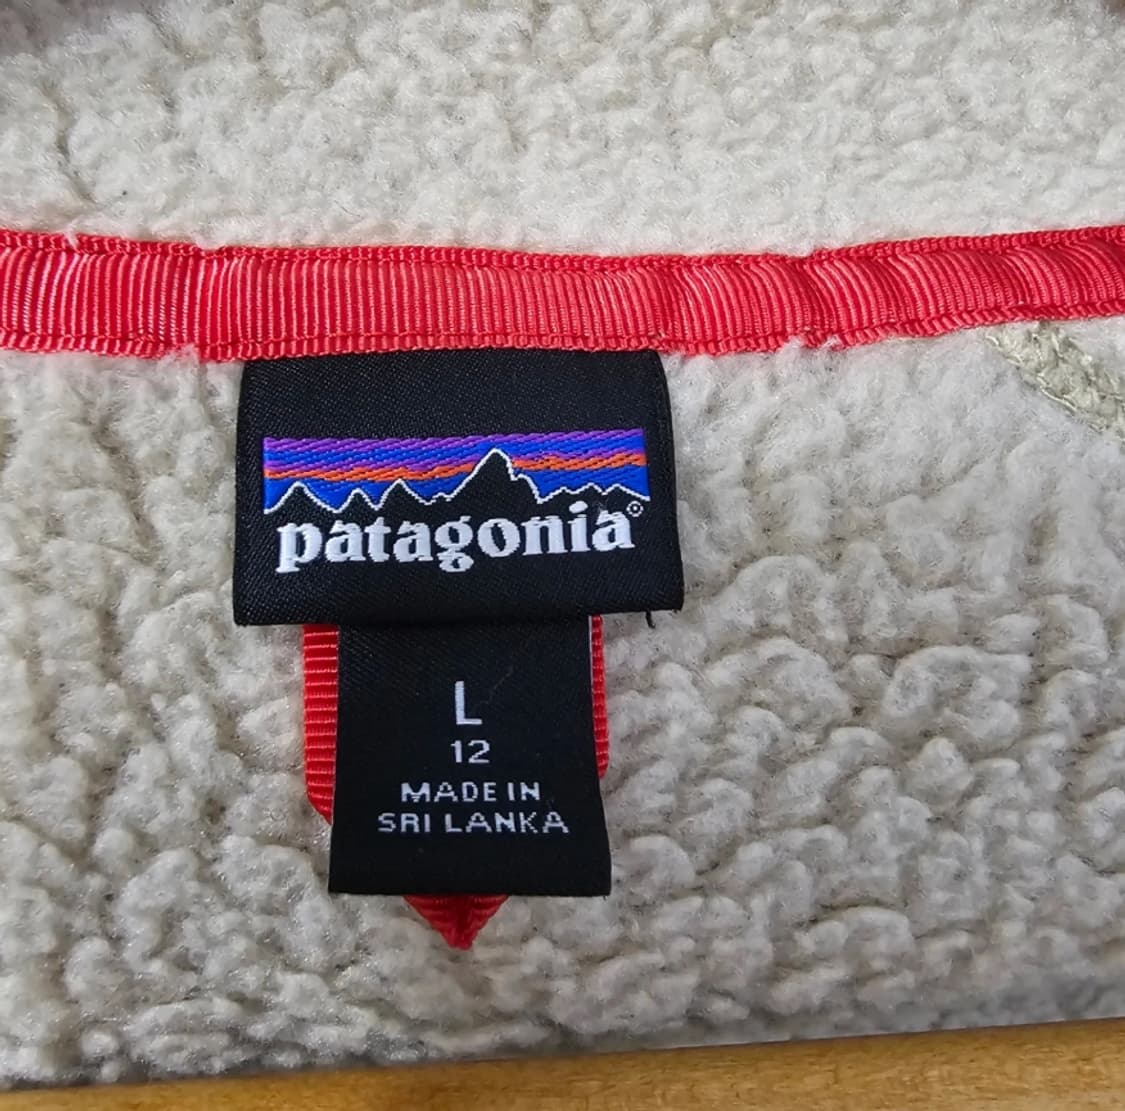 patagonia®
L
12
MADE IN
SRI LANKA